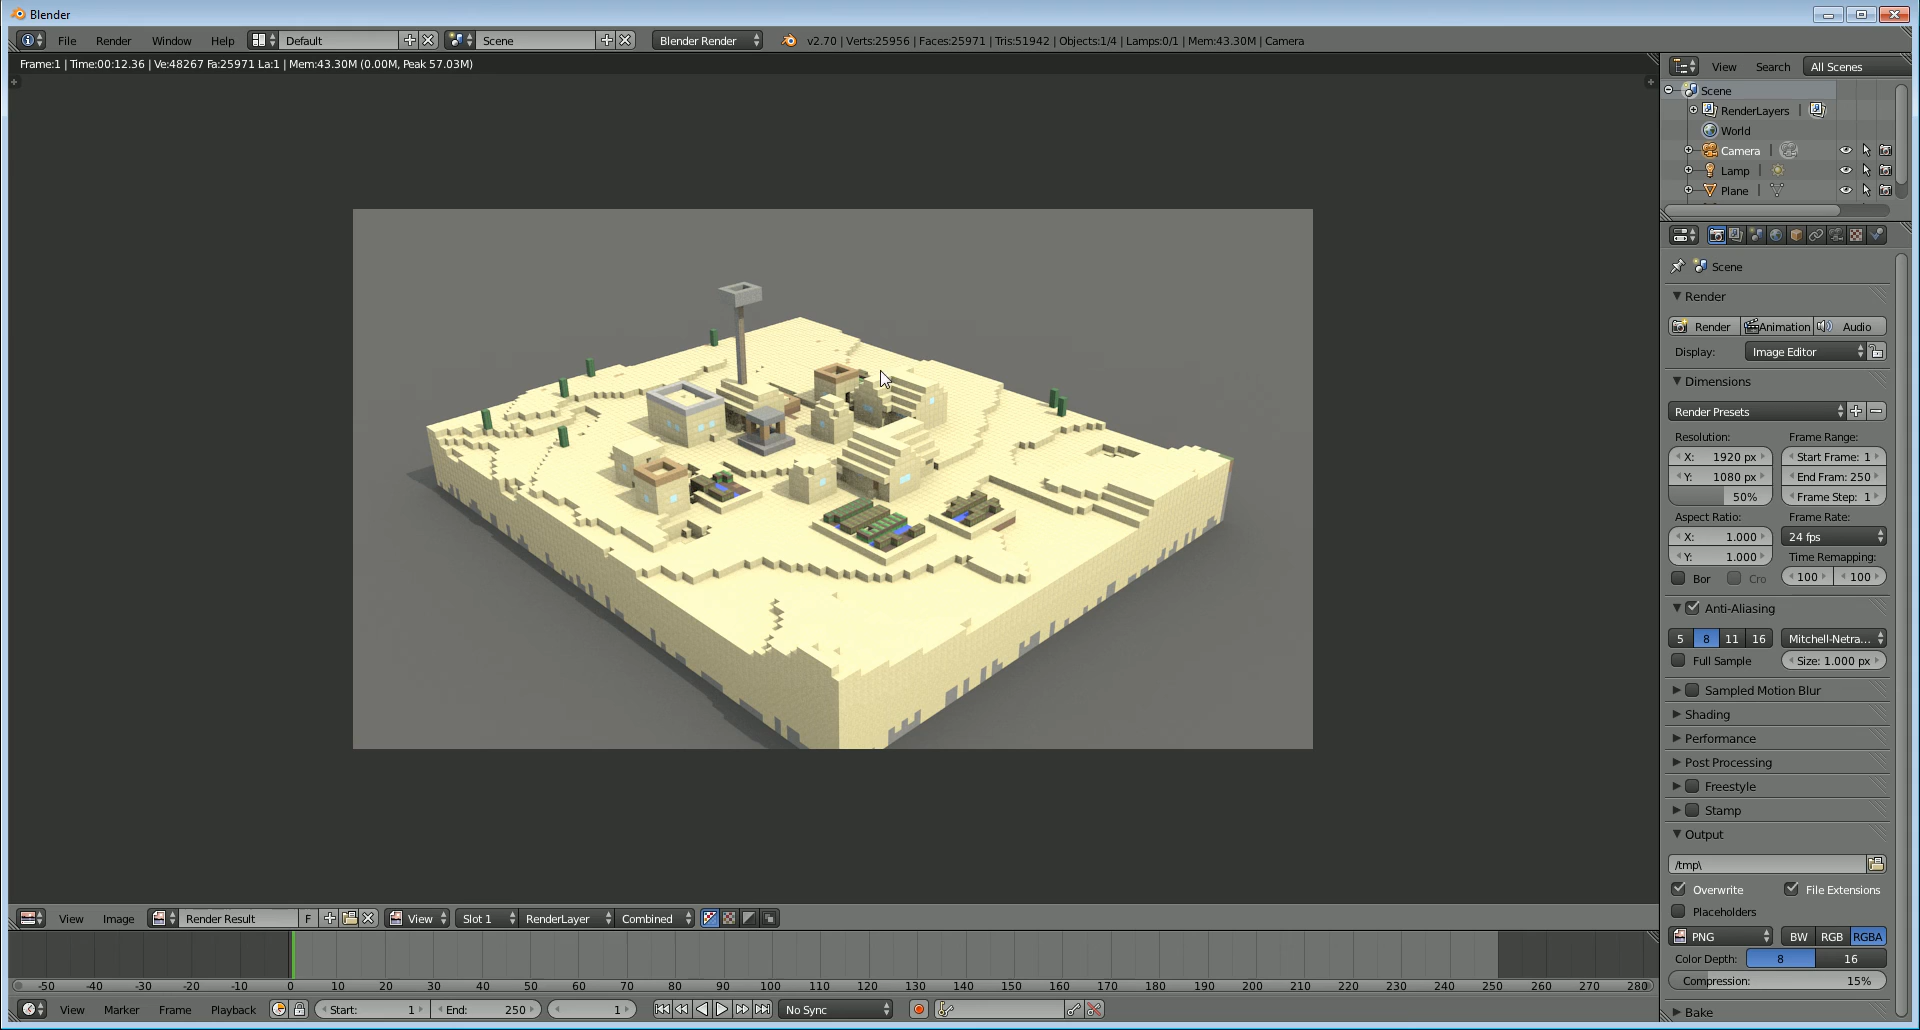 Blender
File Render Window Help Default Scene Blender Render v2.70 | Verts:25956 | Faces:25971 | Tris:51942 | Objects:1/4 | Lamps:0/1 | Mem:43.30M | Camera
Frame:1 | Time:00:12.36 | Ve:48267 Fa:25971 La:1 | Mem:43.30M (0.00M, Peak 57.03M)
View Search All Scenes
Scene
RenderLayers
World
Camera
Lamp
Plane
Scene
Render
Render Animation Audio
Display: Image Editor
Dimensions
Render Presets
Resolution: Frame Range:
X: 1920 px Start Frame: 1
Y: 1080 px End Fram: 250
50% Frame Step: 1
Aspect Ratio: Frame Rate:
X: 1.000 24 fps
Y: 1.000 Time Remapping:
Bor Cro 100 100
Anti-Aliasing
5 8 11 16 Mitchell-Netra...
Full Sample Size: 1.000 px
Sampled Motion Blur
Shading
Performance
Post Processing
Freestyle
Stamp
Output
/tmp\
Overwrite File Extensions
Placeholders
PNG BW RGB RGBA
Color Depth: 8 16
Compression: 15%
Bake
View Image Render Result F View Slot 1 RenderLayer Combined
-50 -40 -30 -20 -10 0 10 20 30 40 50 60 70 80 90 100 110 120 130 140 150 160 170 180 190 200 210 220 230 240 250 260 270 280
View Marker Frame Playback Start: 1 End: 250 1 No Sync